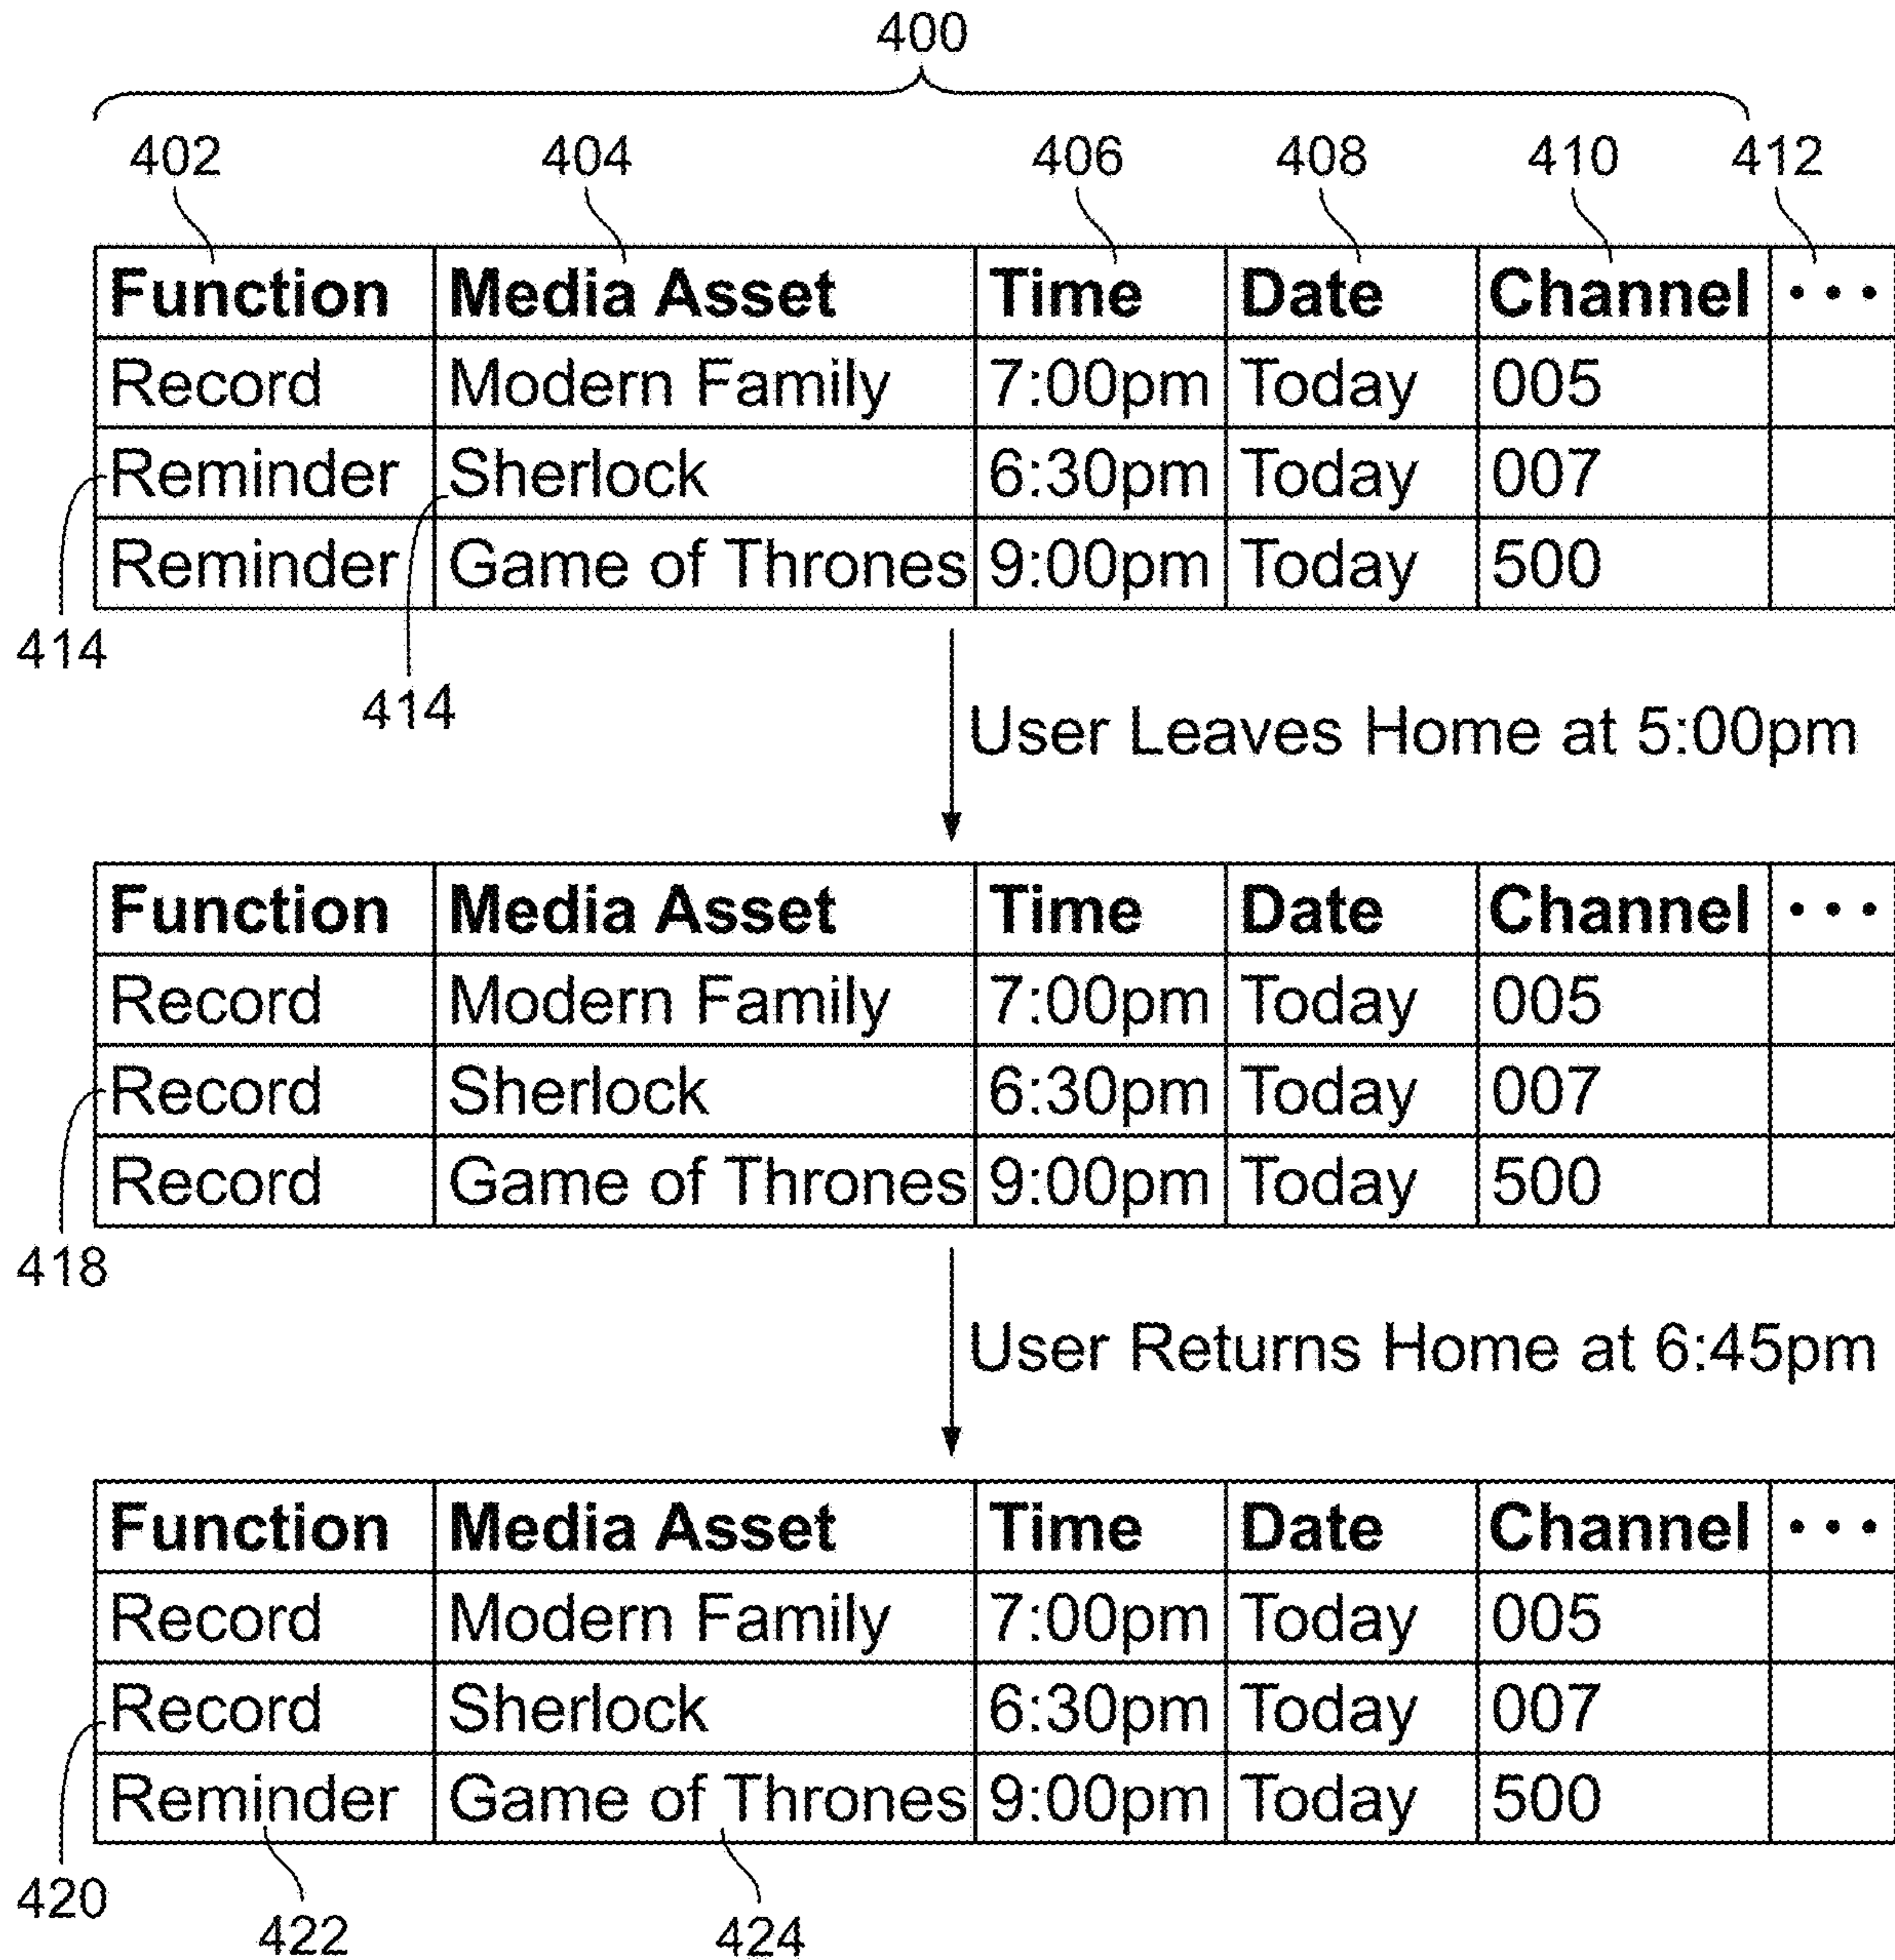 400
402 404 406 408 410 412
Function Media Asset Time Date Channel ...
Record Modern Family 7:00pm Today 005
Reminder Sherlock 6:30pm Today 007
Reminder Game of Thrones 9:00pm Today 500
414
414
User Leaves Home at 5:00pm
Function Media Asset Time Date Channel ...
Record Modern Family 7:00pm Today 005
Record Sherlock 6:30pm Today 007
Record Game of Thrones 9:00pm Today 500
418
User Returns Home at 6:45pm
Function Media Asset Time Date Channel ...
Record Modern Family 7:00pm Today 005
Record Sherlock 6:30pm Today 007
Reminder Game of Thrones 9:00pm Today 500
420
422 424